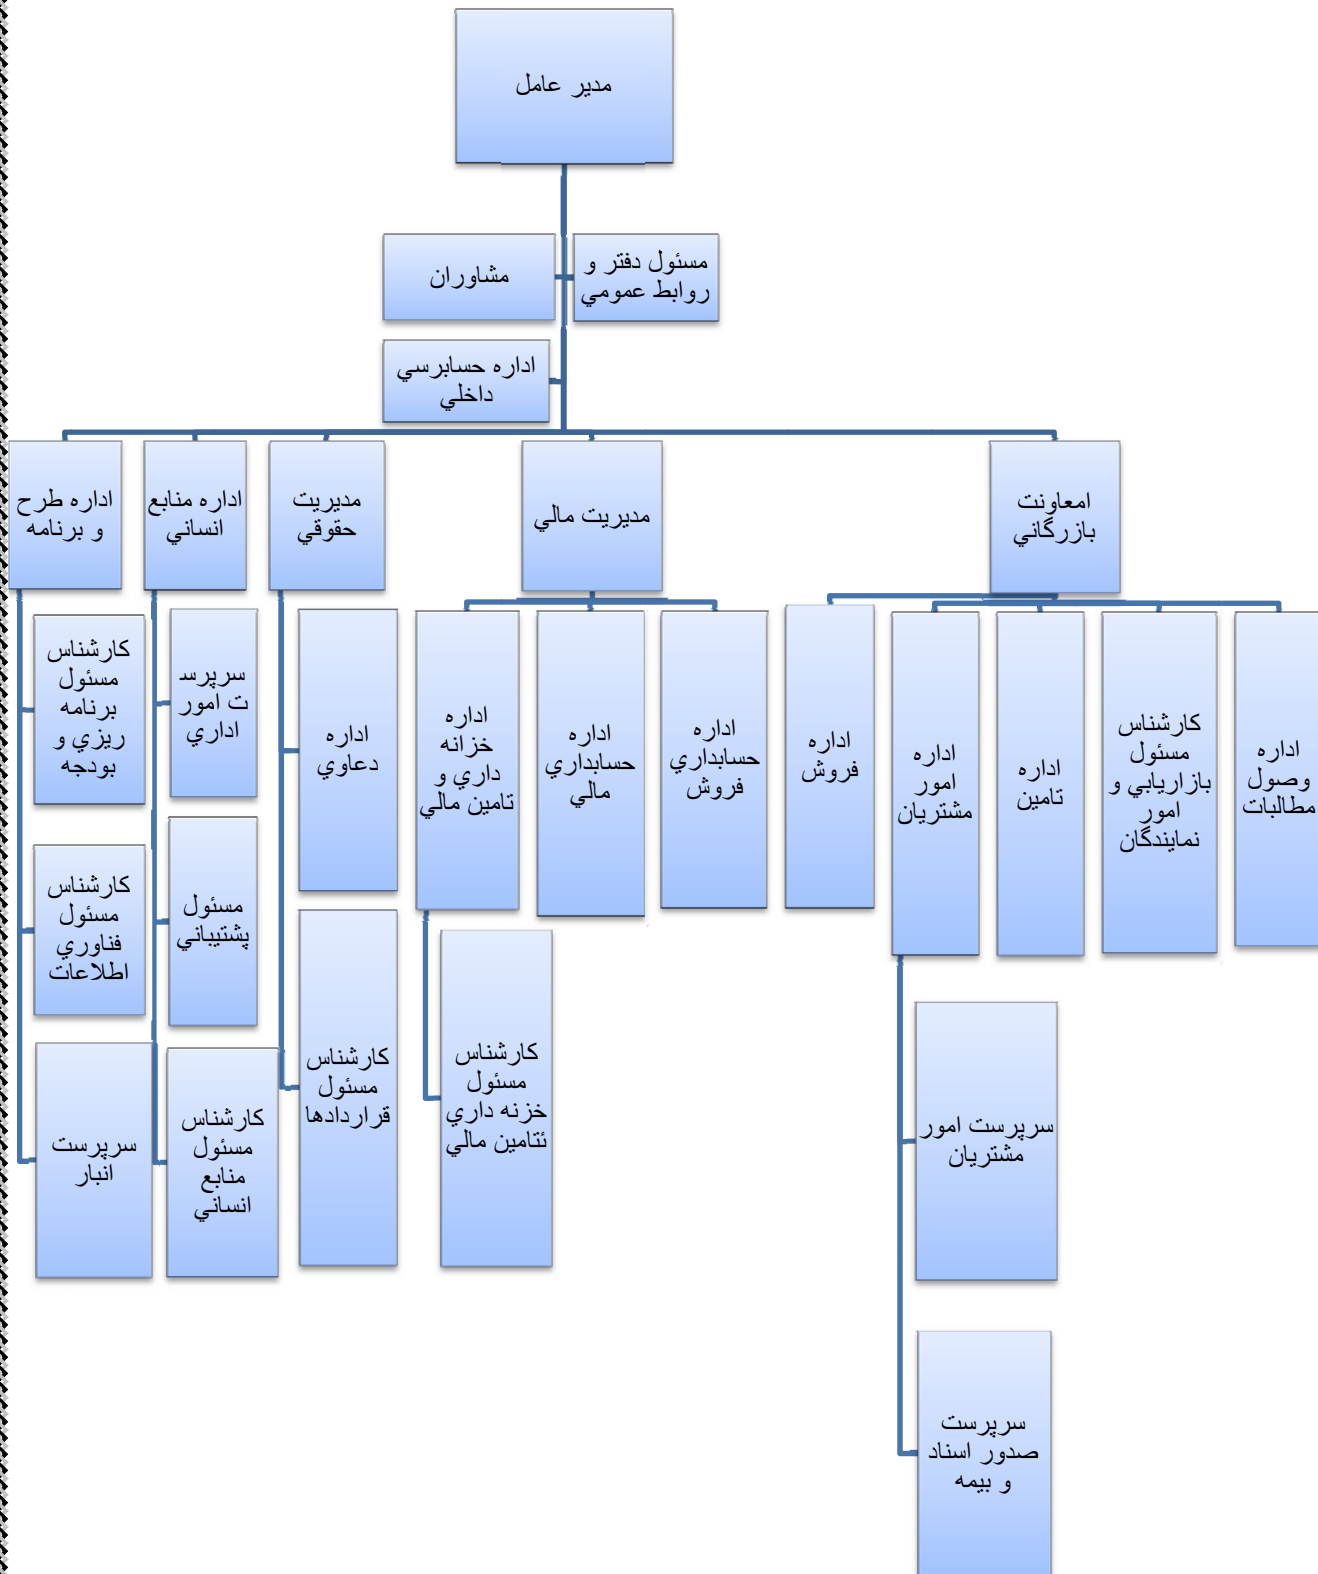 مدير عامل
مسئول دفتر و
روابط عمومي
مشاوران
اداره حسابرسي
داخلي
امعاونت
بازرگاني
مديريت مالي
مديريت
حقوقي
اداره منابع
انساني
اداره طرح
و برنامه
اداره
وصول
مطالبات
كارشناس
مسئول
بازاريابي و
امور
نمايندگان
اداره
تامين
اداره
امور
مشتريان
اداره
فروش
اداره
حسابداري
فروش
اداره
حسابداري
مالي
اداره
خزانه
داري و
تامين مالي
اداره
دعاوي
سرپرس
ت امور
اداري
كارشناس
مسئول
برنامه
ريزي و
بودجه
مسئول
پشتيباني
كارشناس
مسئول
فناوري
اطلاعات
سرپرست امور
مشتريان
كارشناس
مسئول
خزنه داري
ئتامين مالي
كارشناس
مسئول
قراردادها
كارشناس
مسئول
منابع
انساني
سرپرست
انبار
سرپرست
صدور اسناد
و بيمه